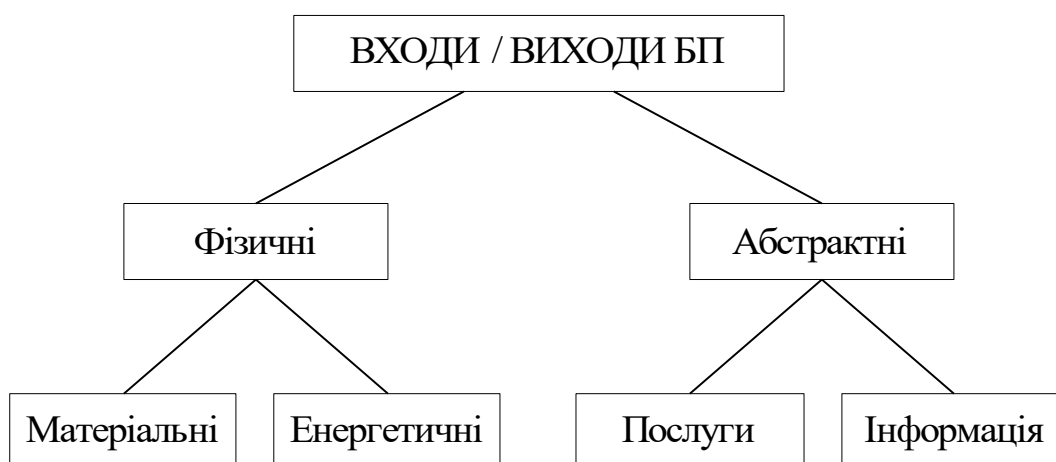 ВХОДИ / ВИХОДИ БП
Фізичні
Абстрактні
Матеріальні
Енергетичні
Послуги
Інформація